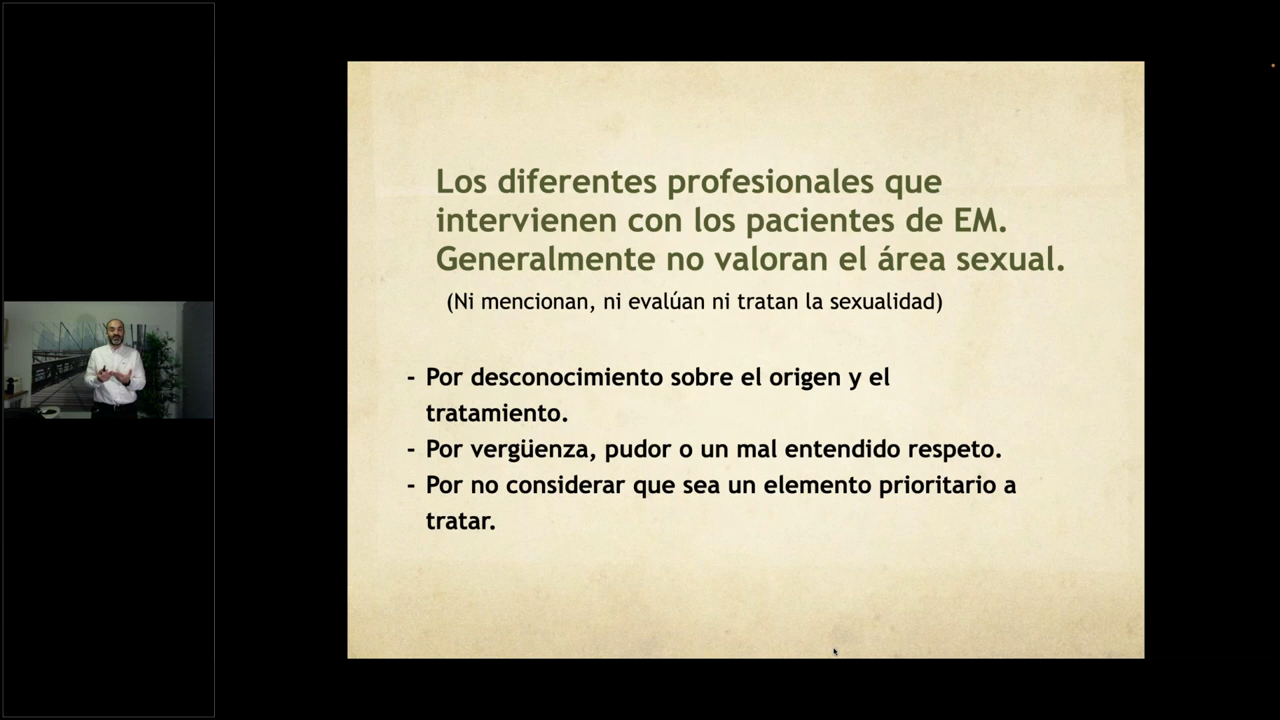 Los diferentes profesionales que
intervienen con los pacientes de EM.
Generalmente no valoran el área sexual.
(Ni mencionan, ni evalúan ni tratan la sexualidad)
- Por desconocimiento sobre el origen y el
tratamiento.
- Por vergüenza, pudor o un mal entendido respeto.
- Por no considerar que sea un elemento prioritario a
tratar.